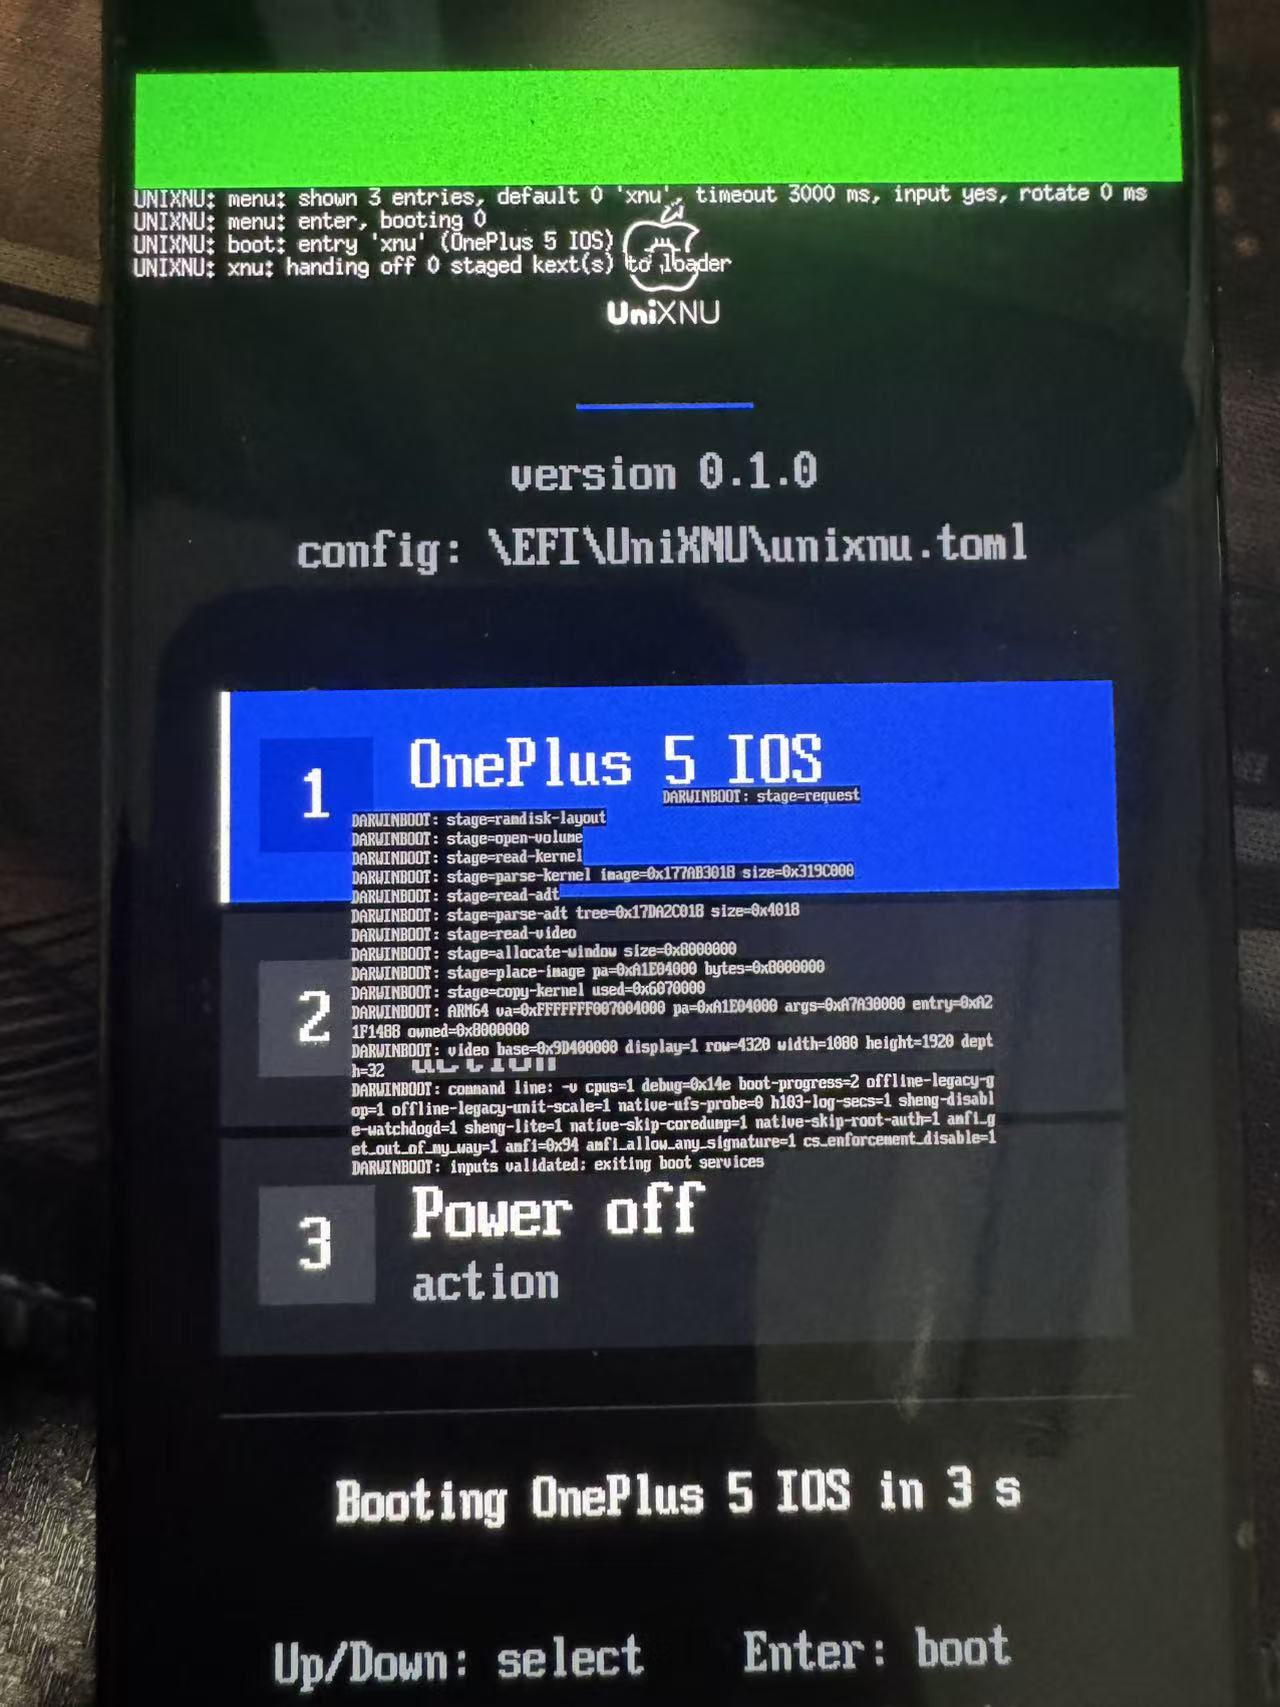 UNIXNU: menu: shown 3 entries, default 0 'xnu', timeout 3000 ms, input yes, rotate 0 ms
UNIXNU: menu: enter, booting 0
UNIXNU: boot: entry 'xnu' (OnePlus 5 IOS)
UNIXNU: xnu: handing off 0 staged kext(s) to loader
UniXNU
version 0.1.0
config: \EFI\UniXNU\unixnu.toml
1
OnePlus 5 IOS
DARWINBOOT: stage=request
DARWINBOOT: stage=ramdisk-layout
DARWINBOOT: stage=open-volume
DARWINBOOT: stage=read-kernel
DARWINBOOT: stage=parse-kernel image=0x177AB3018 size=0x319C000
DARWINBOOT: stage=read-adt
DARWINBOOT: stage=parse-adt tree=0x17DA2C018 size=0x4018
DARWINBOOT: stage=read-video
DARWINBOOT: stage=allocate-window size=0x8000000
DARWINBOOT: stage=place-image pa=0xA1E04000 bytes=0x8000000
DARWINBOOT: stage=copy-kernel used=0x6070000
DARWINBOOT: ARM64 va=0xFFFFFFF007004000 pa=0xA1E04000 args=0xA7A30000 entry=0xA2
1F1488 owned=0x8000000
DARWINBOOT: video base=0x9D400000 display=1 row=4320 width=1080 height=1920 dept
h=32
DARWINBOOT: command line: -v cpus=1 debug=0x14e boot-progress=2 offline-legacy-g
op=1 offline-legacy-unit-scale=1 native-ufs-probe=0 h103-log-secs=1 sheng-disabl
e-watchdogd=1 sheng-lite=1 native-skip-coredump=1 native-skip-root-auth=1 amfi_g
et_out_of_my_way=1 amfi=0x94 amfi_allow_any_signature=1 cs_enforcement_disable=1
DARWINBOOT: inputs validated: exiting boot services
2
action
3
Power off
action
Booting OnePlus 5 IOS in 3 s
Up/Down: select Enter: boot